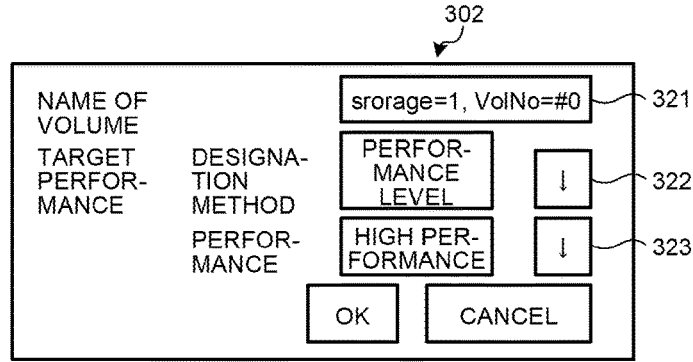 302
NAME OF
VOLUME
srorage=1, VolNo=#0
321
TARGET
PERFOR-
MANCE
DESIGNA-
TION
METHOD
PERFOR-
MANCE
LEVEL
↓
322
PERFOR-
MANCE
HIGH PER-
FORMANCE
↓
323
OK
CANCEL